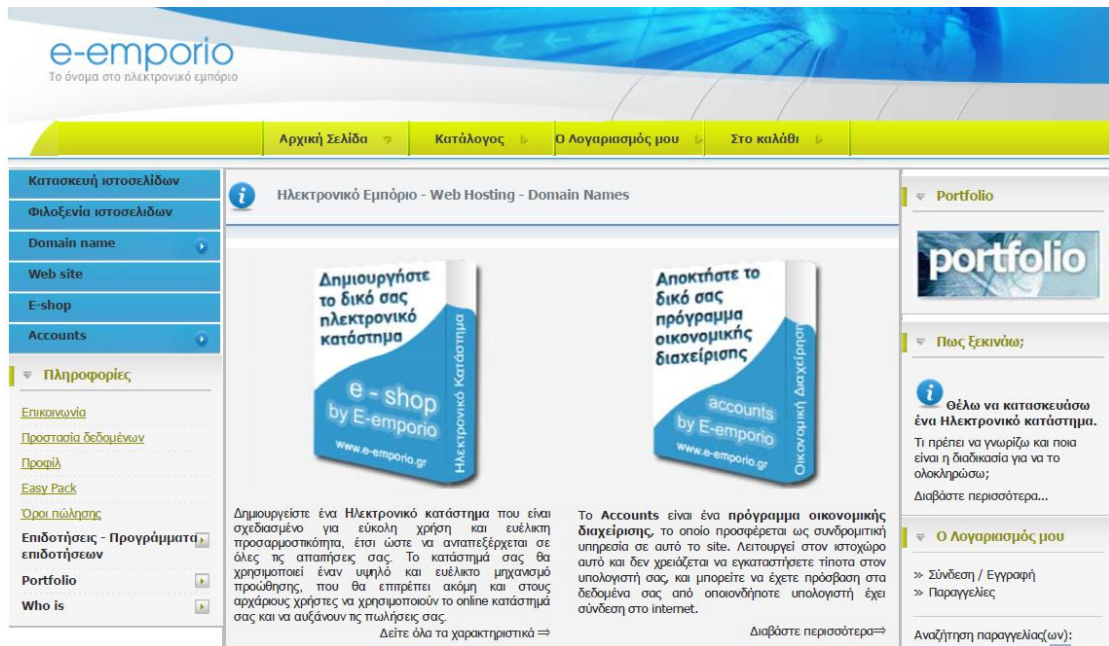 e-emporio
Το όνομα στο ηλεκτρονικό εμπόριο
Αρχική Σελίδα
Κατάλογος
Ο Λογαριασμός μου
Στο καλάθι
Κατασκευή ιστοσελίδων
Φιλοξενία ιστοσελιδων
Domain name
Web site
E-shop
Accounts
Πληροφορίες
Επικοινωνία
Προστασία δεδομένων
Προφίλ
Easy Pack
Όροι πώλησης
Επιδοτήσεις - Προγράμματα
επιδοτήσεων
Portfolio
Who is
Ηλεκτρονικό Εμπόριο - Web Hosting - Domain Names
Δημιουργήστε
το δικό σας
ηλεκτρονικό
κατάστημα
e - shop
by E-emporio
www.e-emporio.gr
Ηλεκτρονικό Κατάστημα
Δημιουργείστε ένα Ηλεκτρονικό κατάστημα που είναι
σχεδιασμένο για εύκολη χρήση και ευέλικτη
προσαρμοστικότητα, έτσι ώστε να ανταπεξέρχεται σε
όλες τις απαιτήσεις σας. Το κατάστημά σας θα
χρησιμοποιεί έναν υψηλό και ευέλικτο μηχανισμό
προώθησης, που θα επιτρέπει ακόμη και στους
αρχάριους χρήστες να χρησιμοποιούν το online κατάστημά
σας και να αυξάνουν τις πωλήσεις σας.
Δείτε όλα τα χαρακτηριστικά ⇒
Αποκτήστε το
δικό σας
πρόγραμμα
οικονομικής
διαχείρισης
accounts
by E-emporio
www.e-emporio.gr
Οικονομική Διαχείρηση
Το Accounts είναι ένα πρόγραμμα οικονομικής
διαχείρισης, το οποίο προσφέρεται ως συνδρομιτική
υπηρεσία σε αυτό το site. Λειτουργεί στον ιστοχώρο
αυτό και δεν χρειάζεται να εγκαταστήσετε τίποτα στον
υπολογιστή σας, και μπορείτε να έχετε πρόσβαση στα
δεδομένα σας από οποιονδήποτε υπολογιστή έχει
σύνδεση στο internet.
Διαβάστε περισσότερα⇒
Portfolio
portfolio
Πως ξεκινάω;
Θέλω να κατασκευάσω
ένα Ηλεκτρονικό κατάστημα.
Τι πρέπει να γνωρίζω και ποια
είναι η διαδικασία για να το
ολοκληρώσω;
Διαβάστε περισσότερα...
Ο Λογαριασμός μου
» Σύνδεση / Εγγραφή
» Παραγγελίες
Αναζήτηση παραγγελίας(ων):